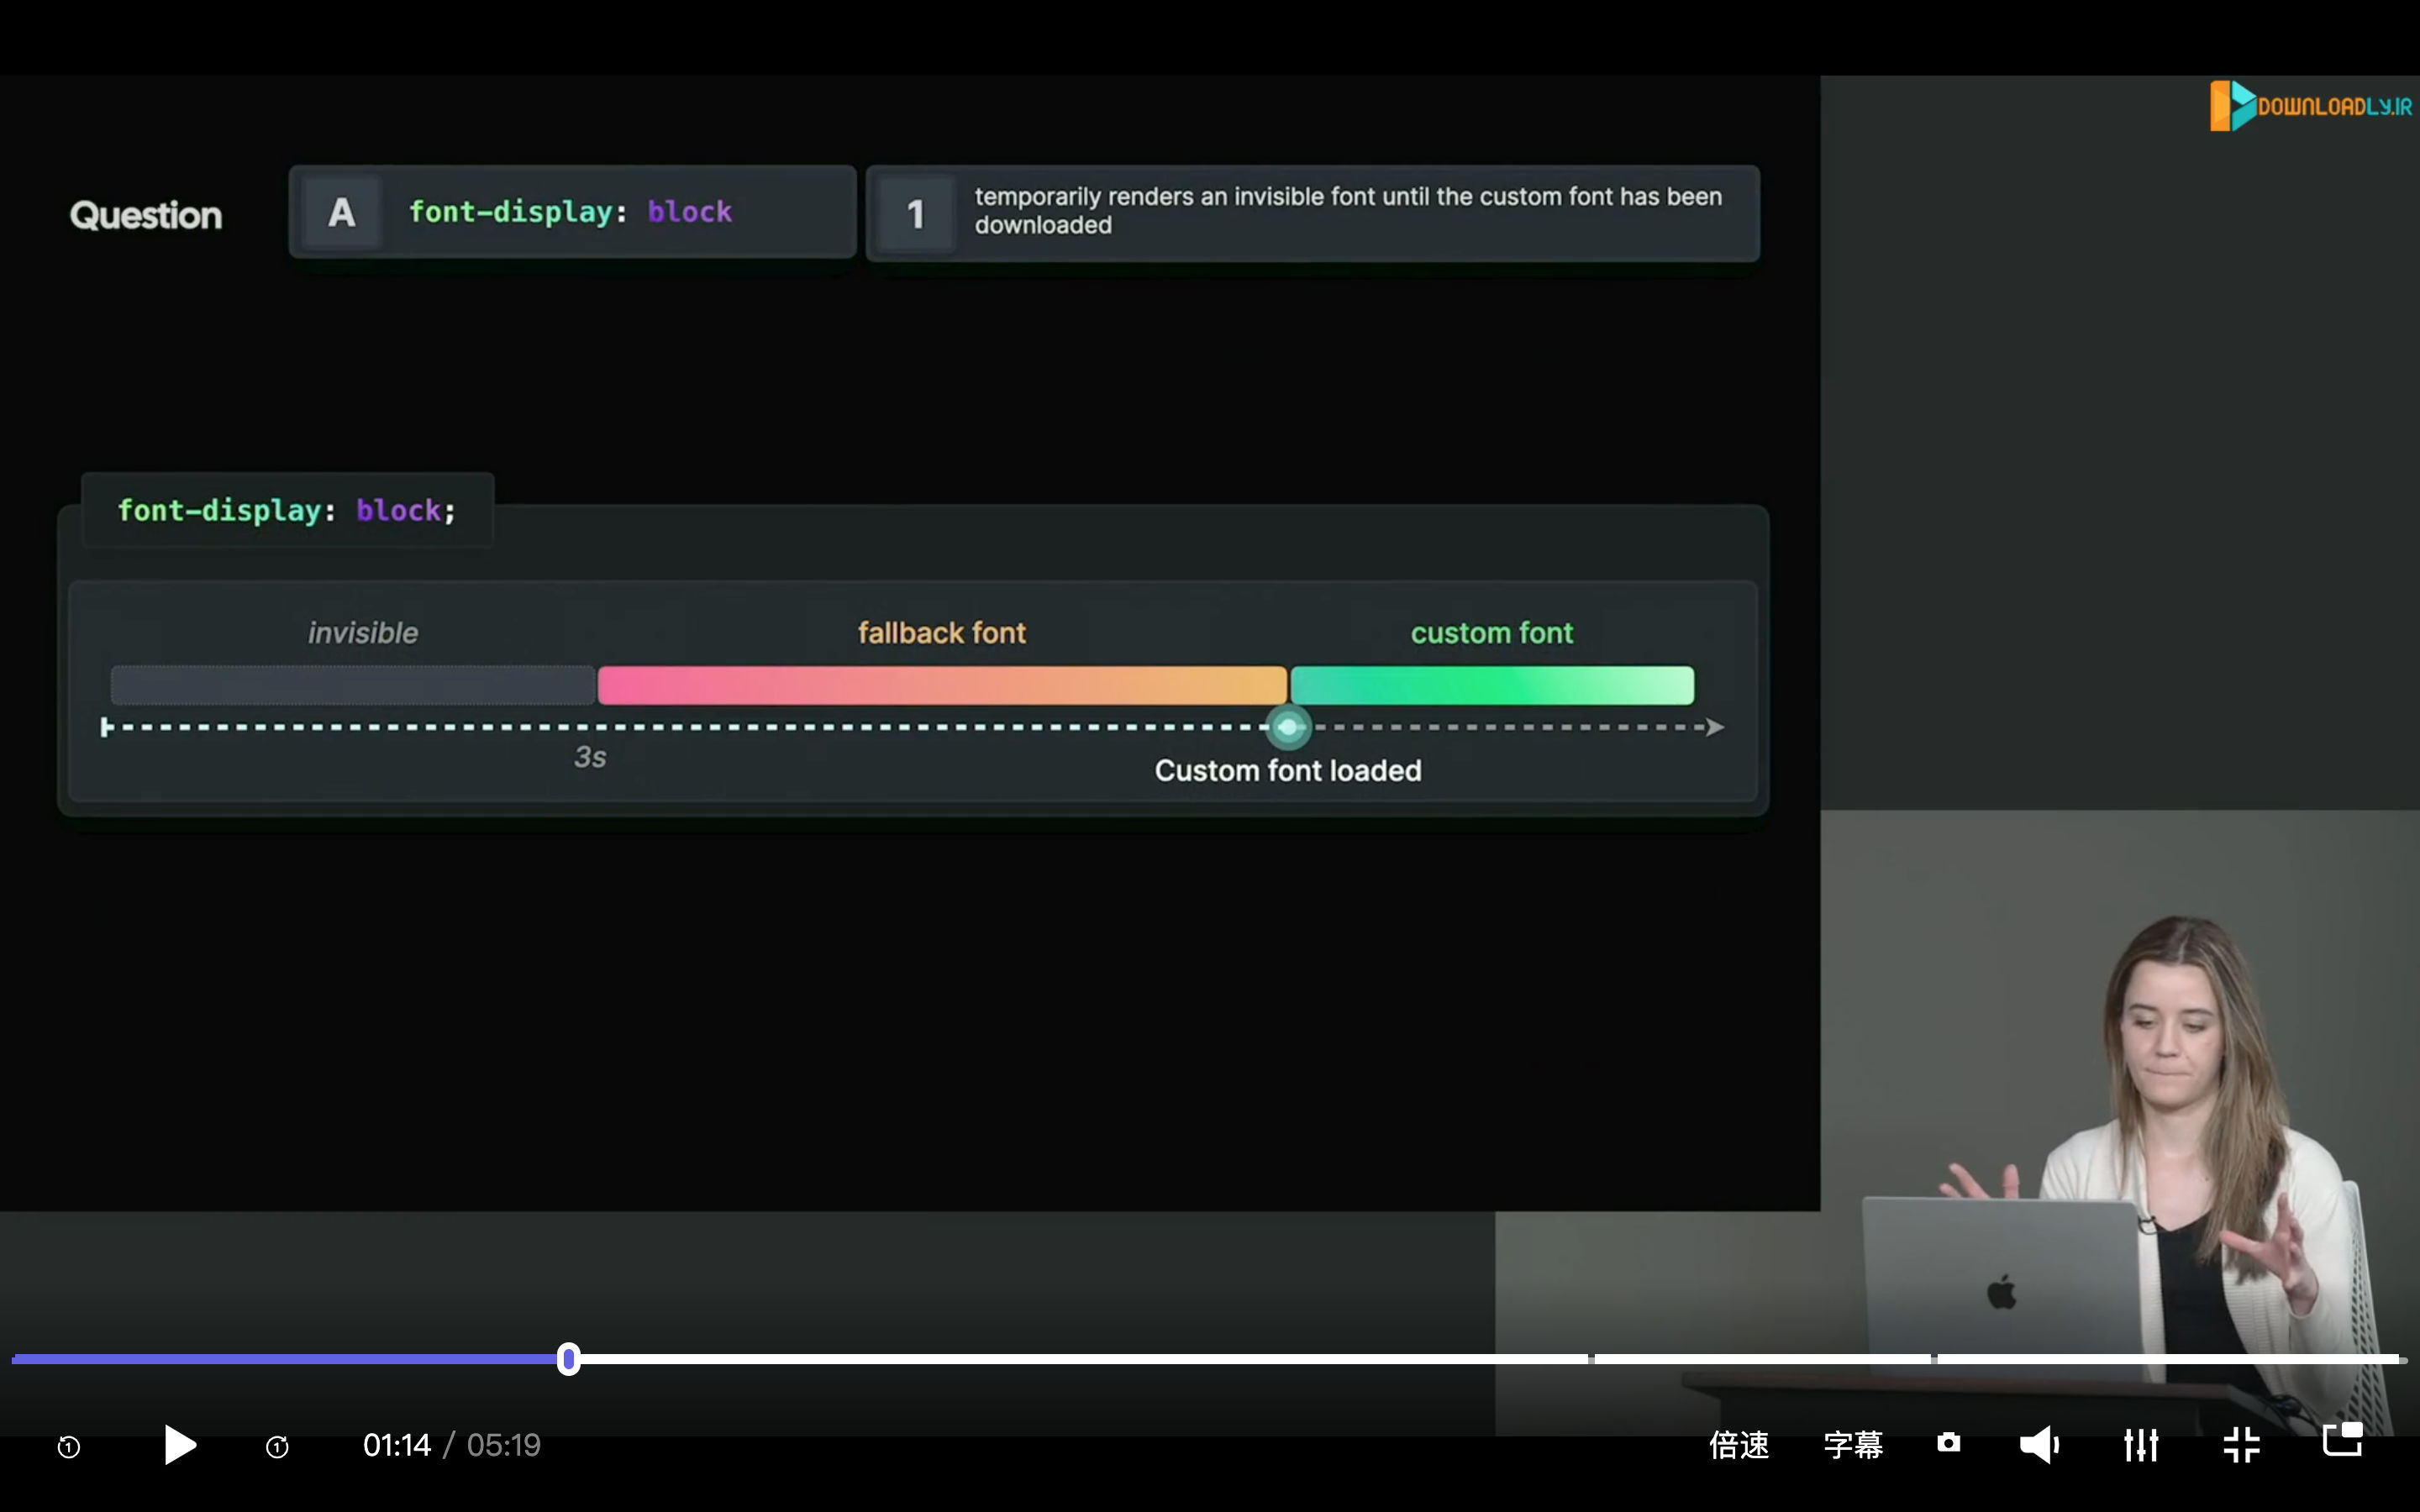 DOWNLOADLY.IR
Question
A
font-display: block
1
temporarily renders an invisible font until the custom font has been
downloaded
font-display: block;
invisible
fallback font
custom font
3s
Custom font loaded
1
1
01:14 / 05:19
倍速
字幕